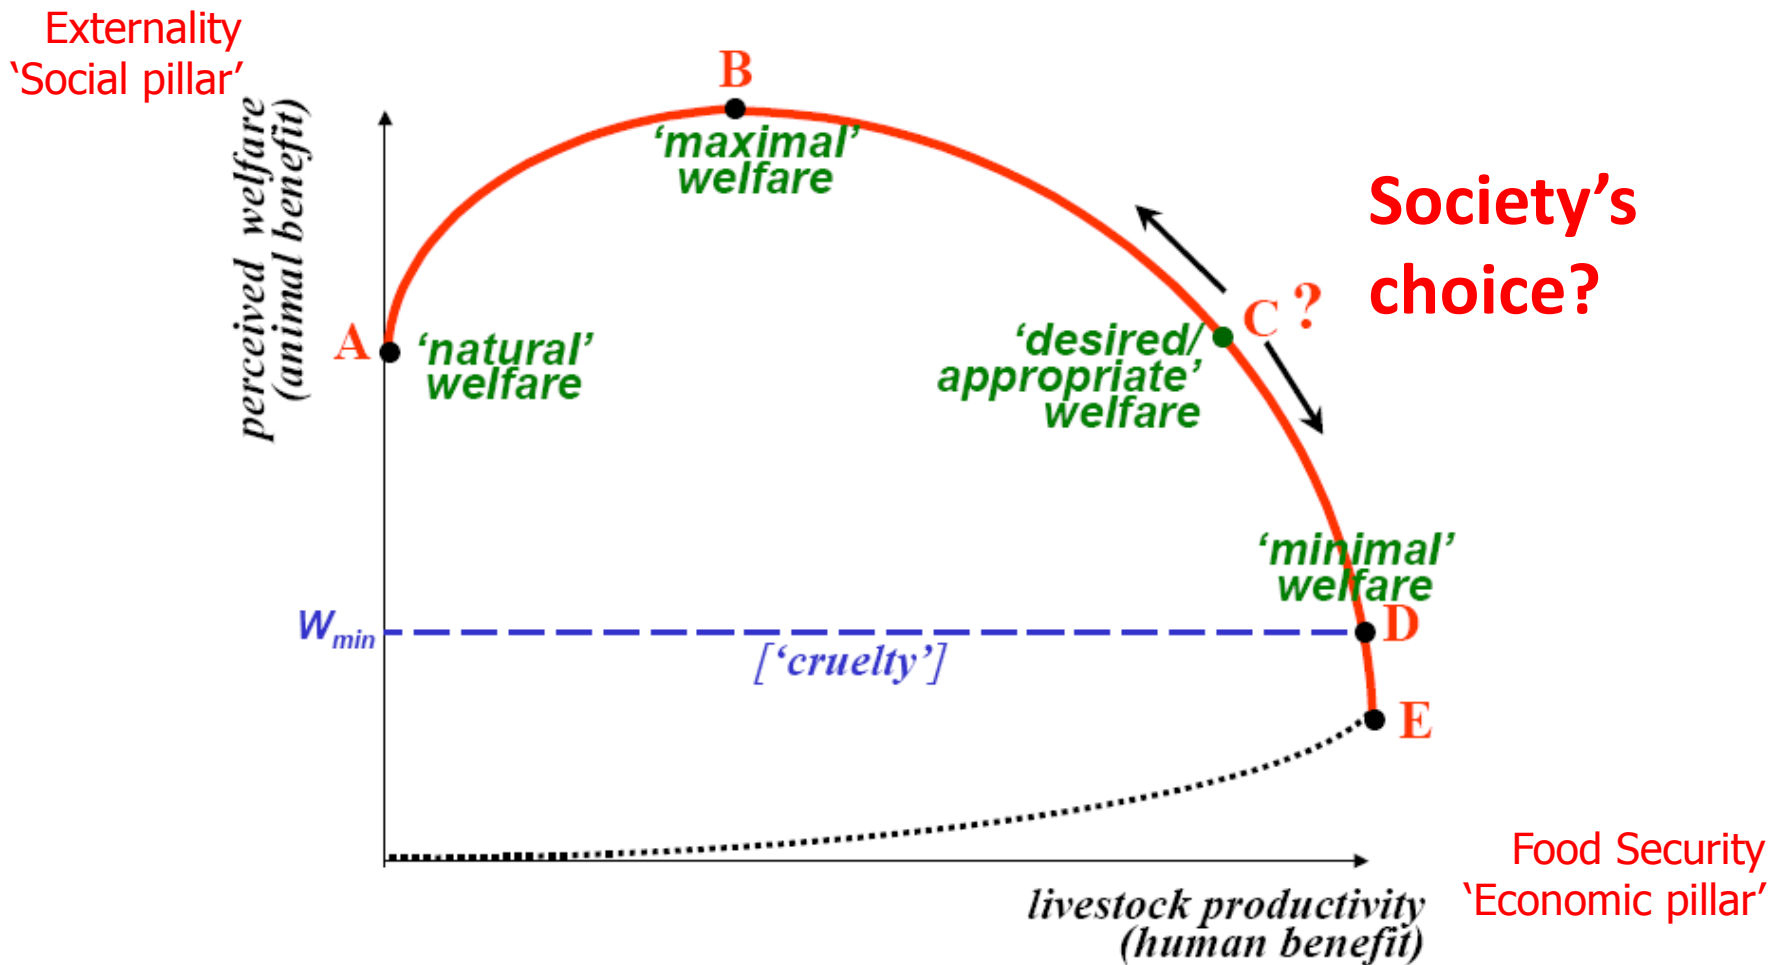 Externality
‘Social pillar’
perceived welfare
(animal benefit)
B
‘maximal’
welfare
Society’s
choice?
A
‘natural’
welfare
C ?
‘desired/
appropriate’
welfare
‘minimal’
welfare
Wmin
D
[‘cruelty’]
E
Food Security
‘Economic pillar’
livestock productivity
(human benefit)